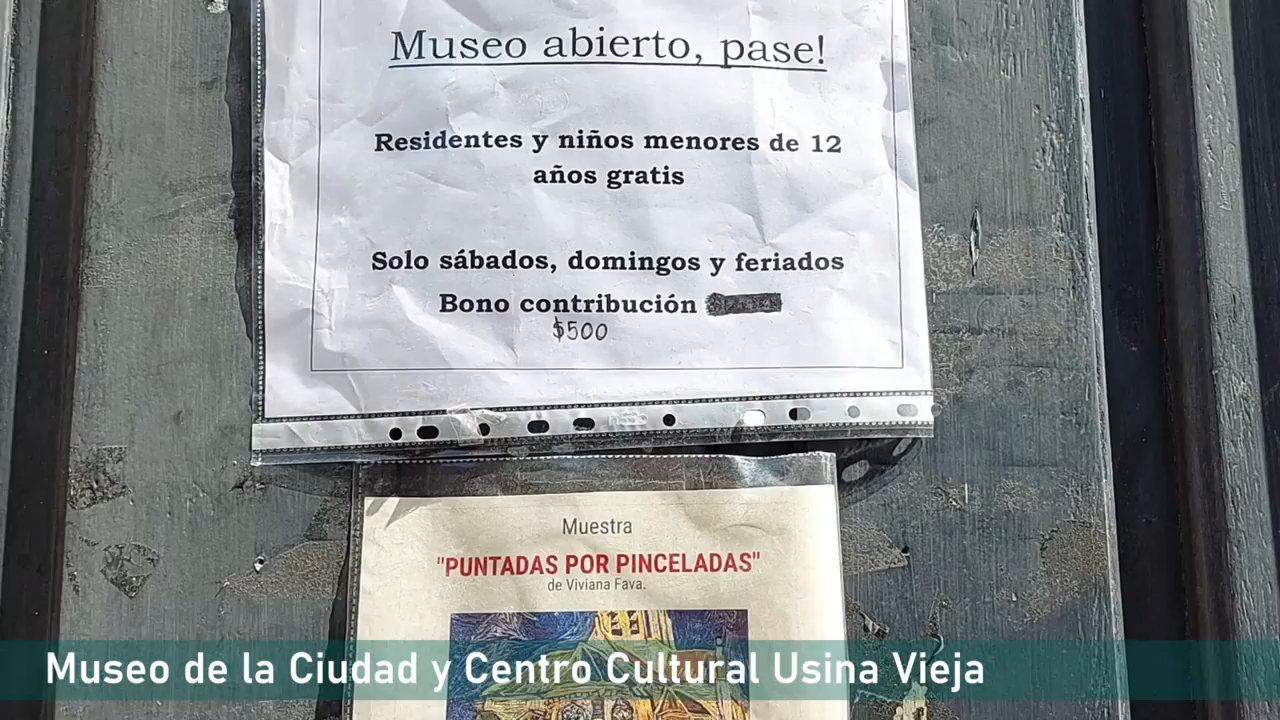 Museo abierto, pase!
Residentes y niños menores de 12
años gratis
Solo sábados, domingos y feriados
Bono contribución
$500
Muestra
"PUNTADAS POR PINCELADAS"
de Viviana Fava.
Museo de la Ciudad y Centro Cultural Usina Vieja